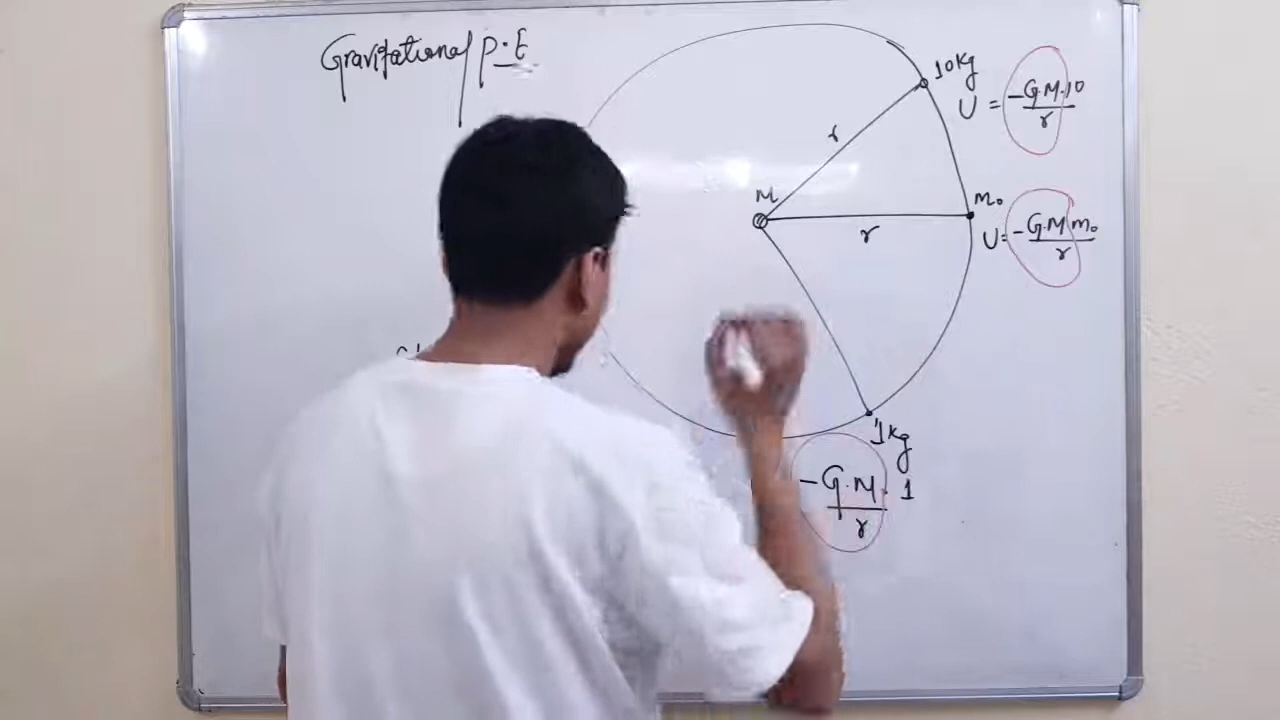 Gravitational P.E
10kg
U = -G.M.10
r
r
M
m₀
r
U = -G.M m₀
r
1kg
-G.M. 1
r